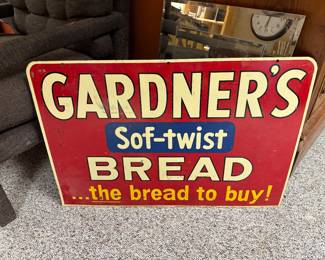 GARDNER'S
Sof-twist
BREAD
...the bread to buy!